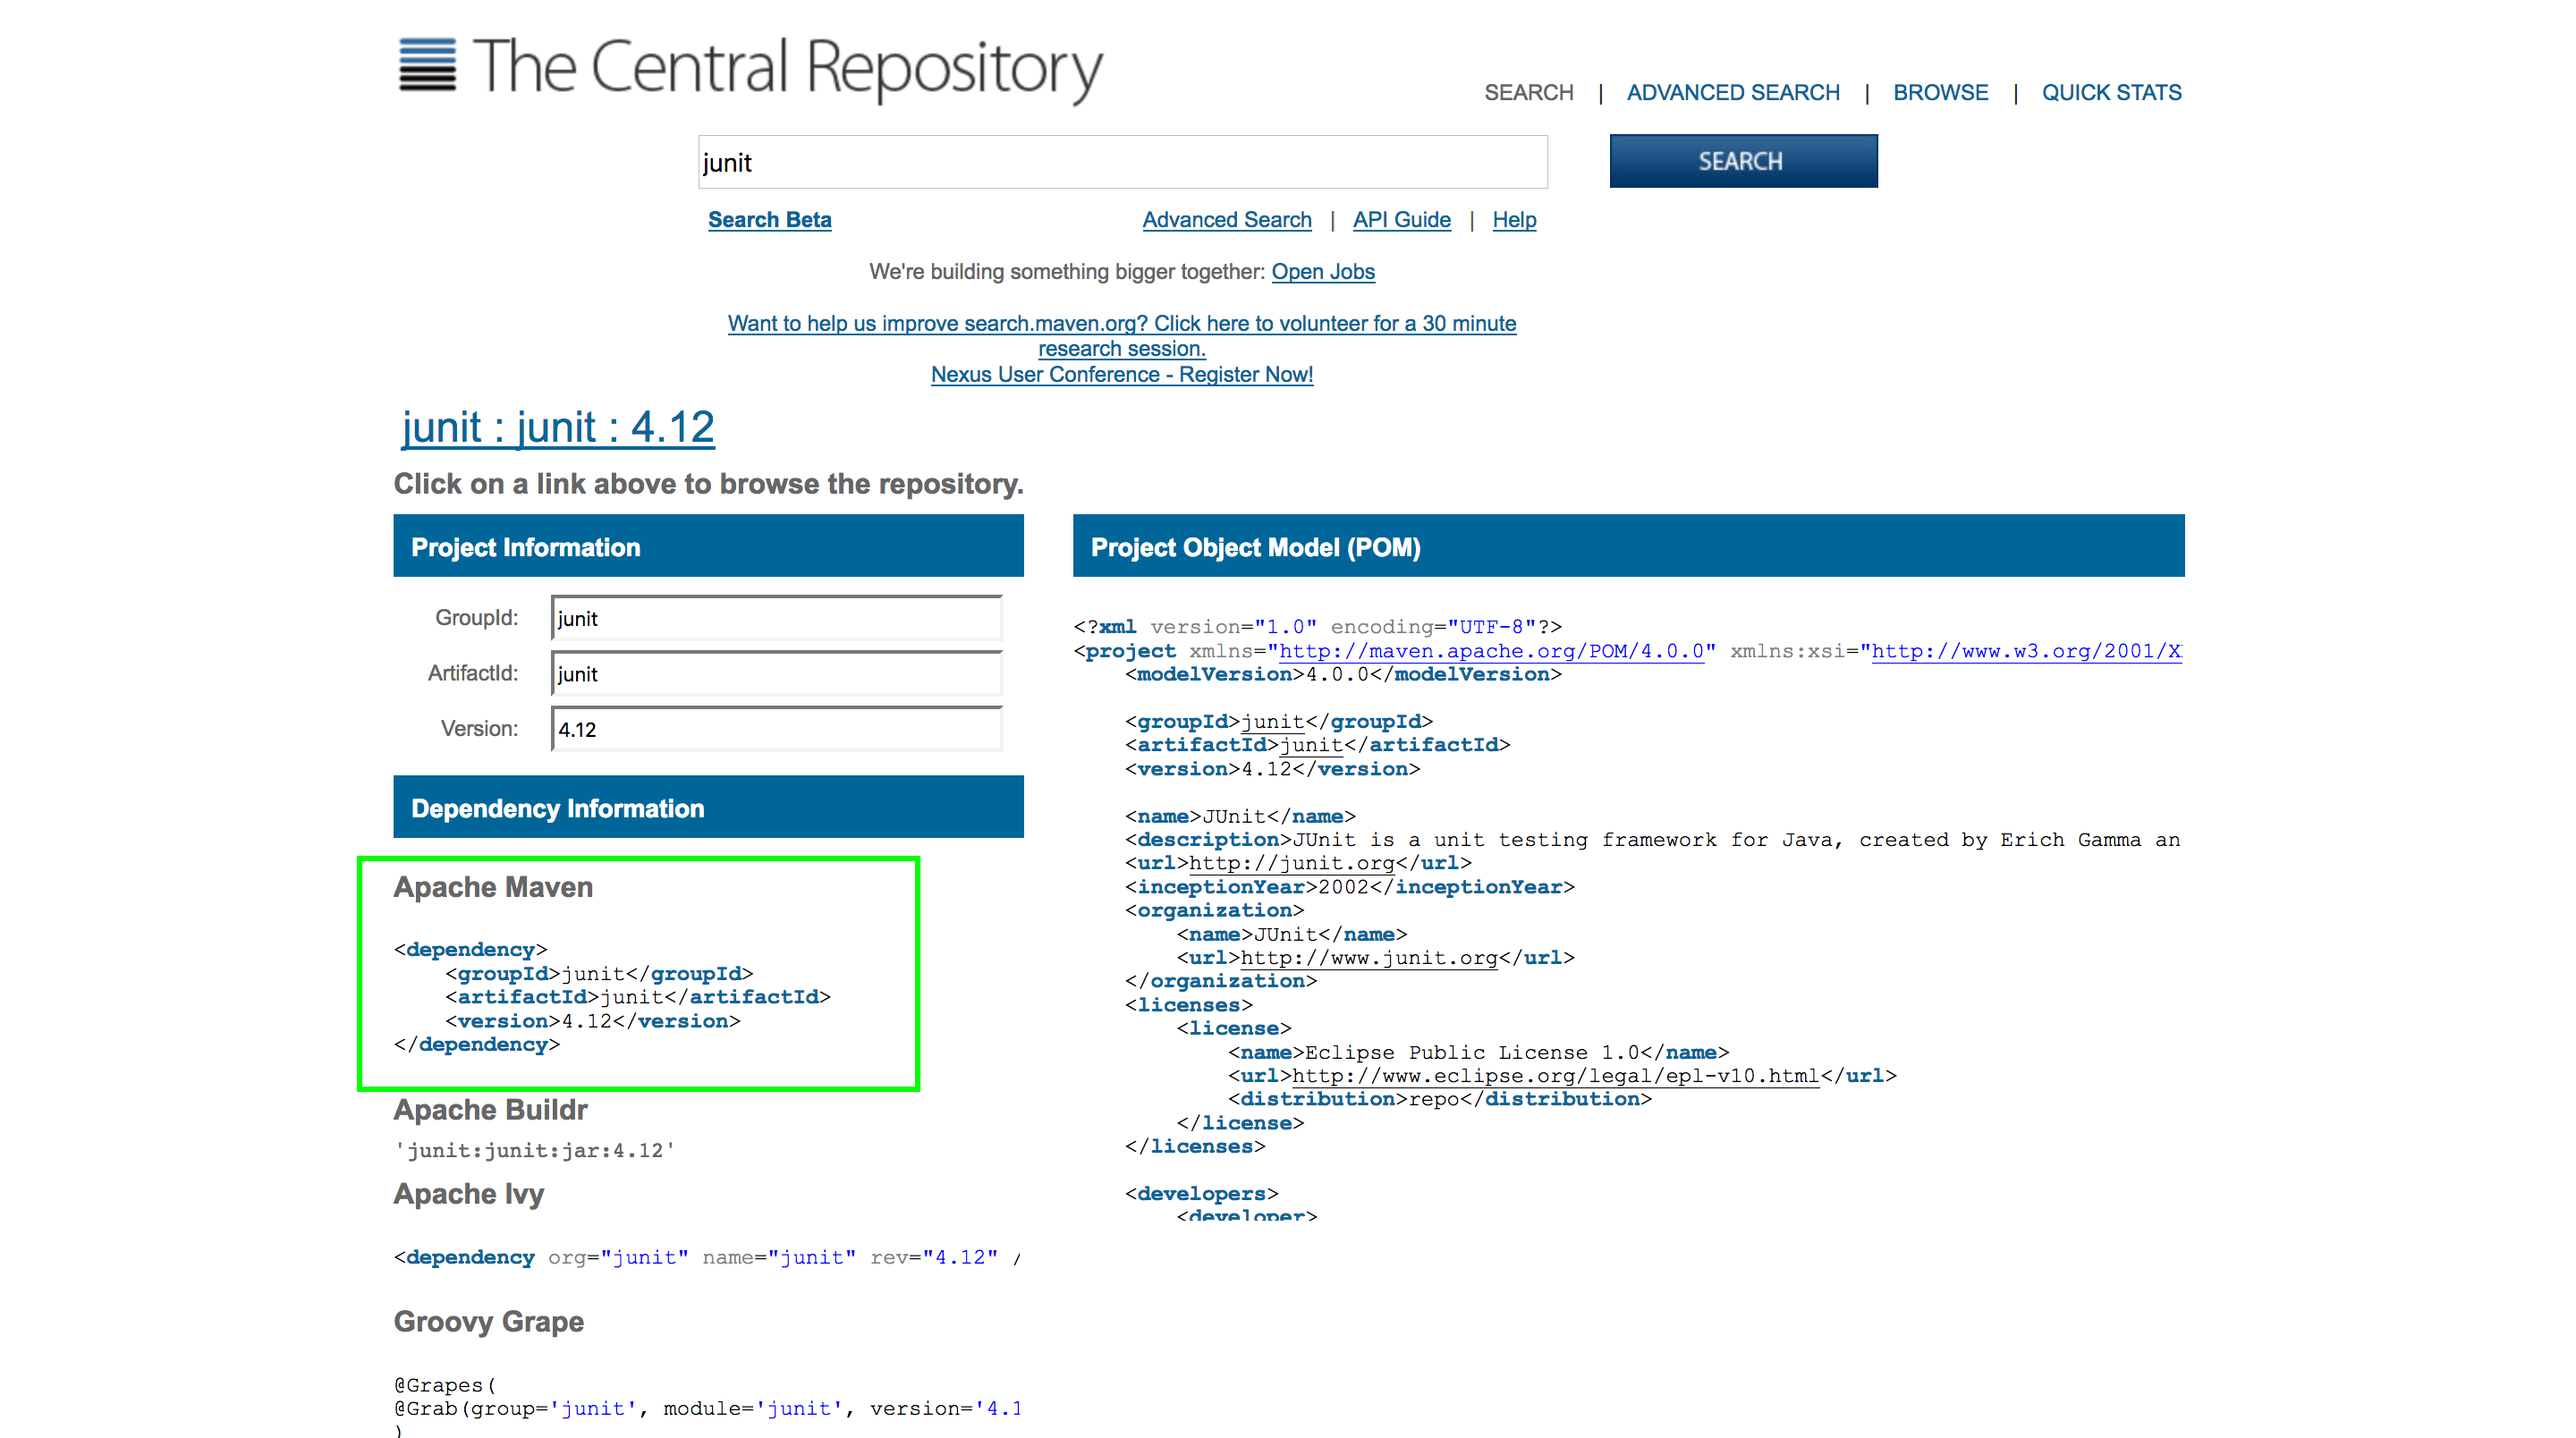 The Central Repository
SEARCH | ADVANCED SEARCH | BROWSE | QUICK STATS
junit
SEARCH
Search Beta
Advanced Search | API Guide | Help
We're building something bigger together: Open Jobs
Want to help us improve search.maven.org? Click here to volunteer for a 30 minute
research session.
Nexus User Conference - Register Now!
junit : junit : 4.12
Click on a link above to browse the repository.
Project Information
GroupId: junit
ArtifactId: junit
Version: 4.12
Dependency Information
Apache Maven
<dependency>
    <groupId>junit</groupId>
    <artifactId>junit</artifactId>
    <version>4.12</version>
</dependency>
Apache Buildr
'junit:junit:jar:4.12'
Apache Ivy
<dependency org="junit" name="junit" rev="4.12" /
Groovy Grape
@Grapes(
@Grab(group='junit', module='junit', version='4.1
)
Project Object Model (POM)
<?xml version="1.0" encoding="UTF-8"?>
<project xmlns="http://maven.apache.org/POM/4.0.0" xmlns:xsi="http://www.w3.org/2001/X
    <modelVersion>4.0.0</modelVersion>
    <groupId>junit</groupId>
    <artifactId>junit</artifactId>
    <version>4.12</version>
    <name>JUnit</name>
    <description>JUnit is a unit testing framework for Java, created by Erich Gamma an
    <url>http://junit.org</url>
    <inceptionYear>2002</inceptionYear>
    <organization>
        <name>JUnit</name>
        <url>http://www.junit.org</url>
    </organization>
    <licenses>
        <license>
            <name>Eclipse Public License 1.0</name>
            <url>http://www.eclipse.org/legal/epl-v10.html</url>
            <distribution>repo</distribution>
        </license>
    </licenses>
    <developers>
        <developer>